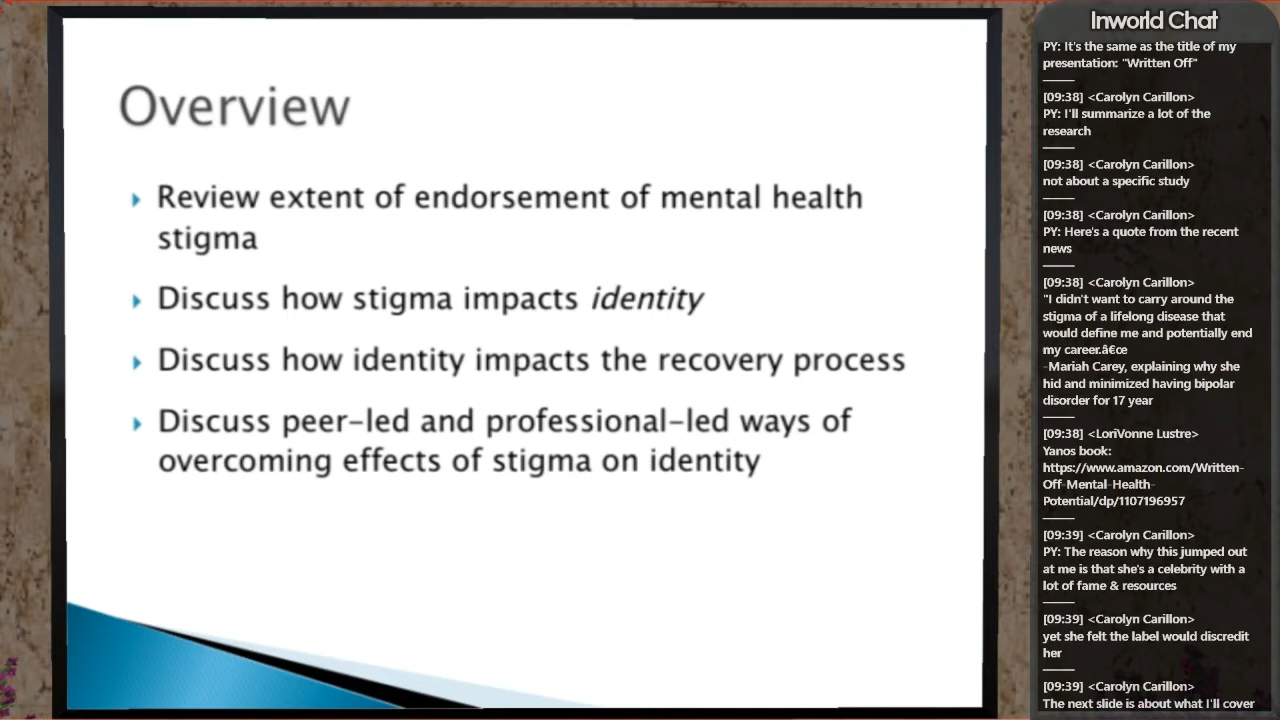 Overview
Review extent of endorsement of mental health
stigma
Discuss how stigma impacts identity
Discuss how identity impacts the recovery process
Discuss peer-led and professional-led ways of
overcoming effects of stigma on identity
Inworld Chat
PY: It's the same as the title of my
presentation: "Written Off"
[09:38] <Carolyn Carillon>
PY: I'll summarize a lot of the
research
[09:38] <Carolyn Carillon>
not about a specific study
[09:38] <Carolyn Carillon>
PY: Here's a quote from the recent
news
[09:38] <Carolyn Carillon>
"I didn't want to carry around the
stigma of a lifelong disease that
would define me and potentially end
my career.â€œ
-Mariah Carey, explaining why she
hid and minimized having bipolar
disorder for 17 year
[09:38] <LoriVonne Lustre>
Yanos book:
https://www.amazon.com/Written-
Off-Mental-Health-
Potential/dp/1107196957
[09:39] <Carolyn Carillon>
PY: The reason why this jumped out
at me is that she's a celebrity with a
lot of fame & resources
[09:39] <Carolyn Carillon>
yet she felt the label would discredit
her
[09:39] <Carolyn Carillon>
The next slide is about what I'll cover